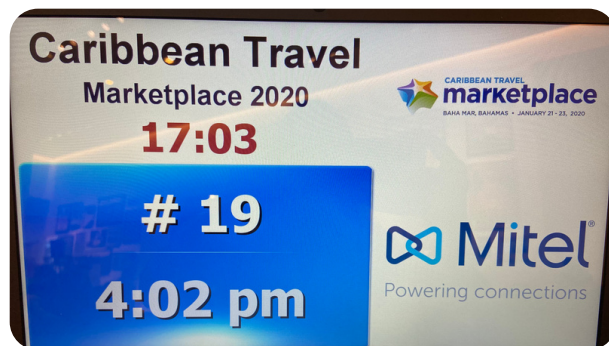 Caribbean Travel
Marketplace 2020
17:03
# 19
4:02 pm
CARIBBEAN TRAVEL
marketplace
BAHA MAR, BAHAMAS • JANUARY 21 - 23, 2020
Mitel®
Powering connections